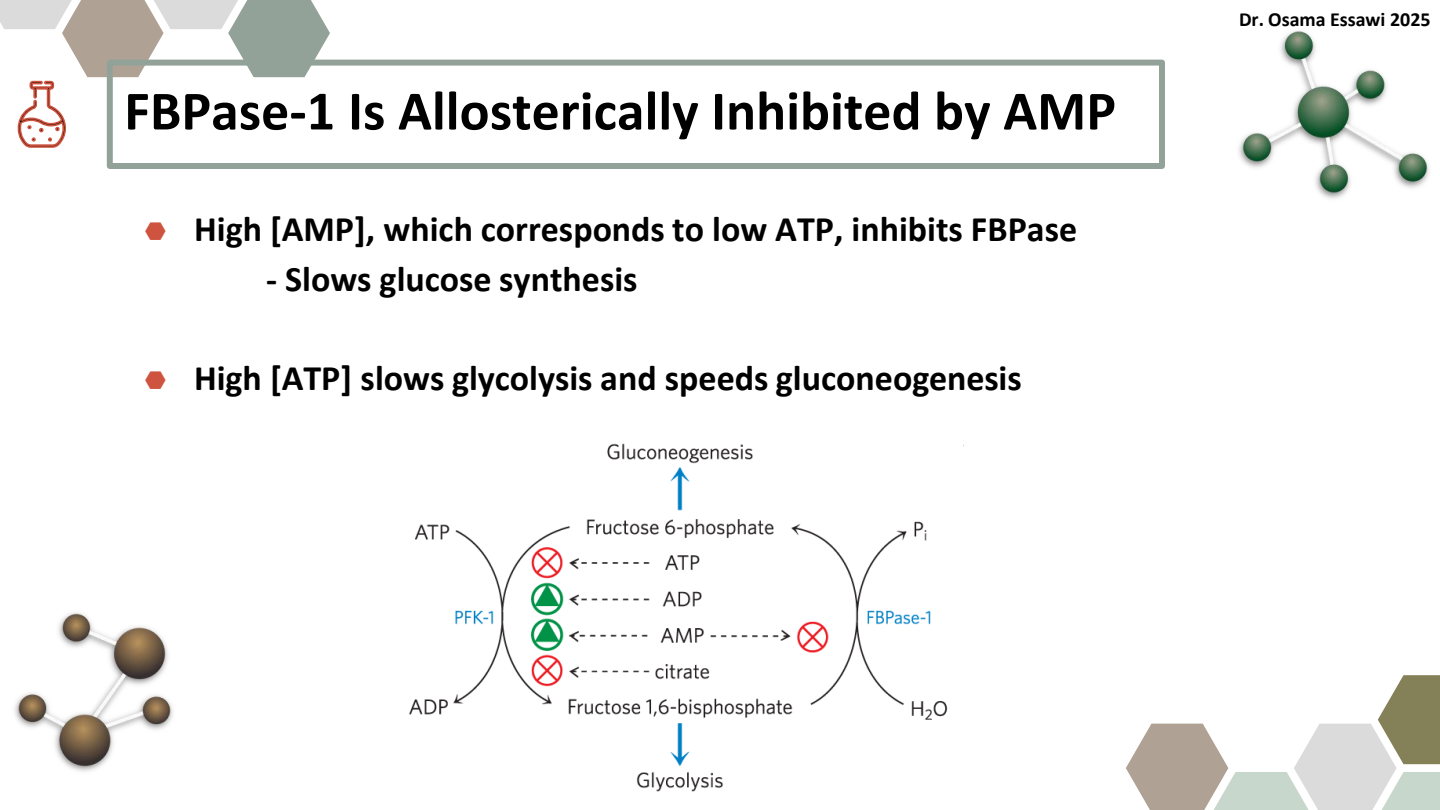 Dr. Osama Essawi 2025
FBPase-1 Is Allosterically Inhibited by AMP
High [AMP], which corresponds to low ATP, inhibits FBPase
- Slows glucose synthesis
High [ATP] slows glycolysis and speeds gluconeogenesis
Gluconeogenesis
ATP
Fructose 6-phosphate
Pi
ATP
ADP
PFK-1
FBPase-1
AMP
citrate
ADP
Fructose 1,6-bisphosphate
H2O
Glycolysis